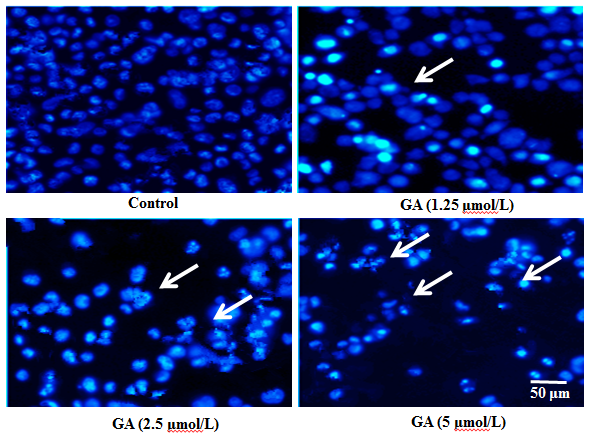 Control
GA (1.25 µmol/L)
GA (2.5 µmol/L)
GA (5 µmol/L)
50 µm